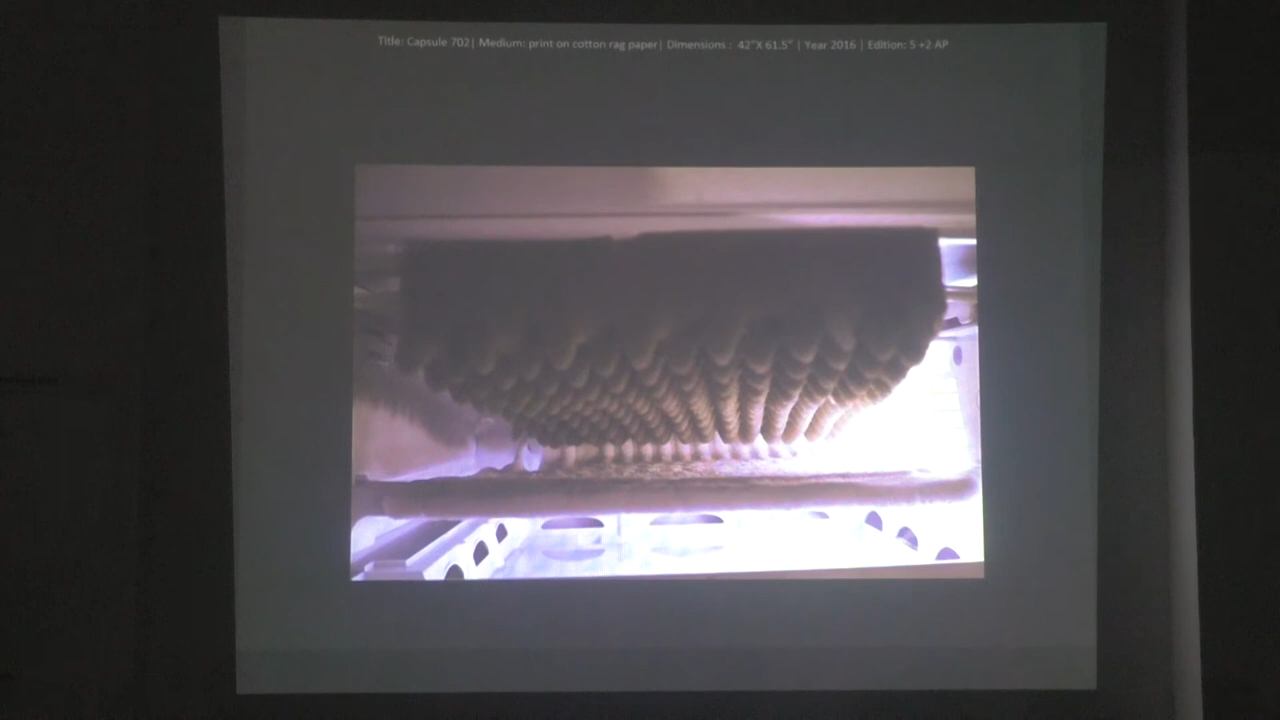 Title: Capsule 702| Medium: print on cotton rag paper| Dimensions : 42"X 61.5" | Year 2016 | Edition: 5 +2 AP